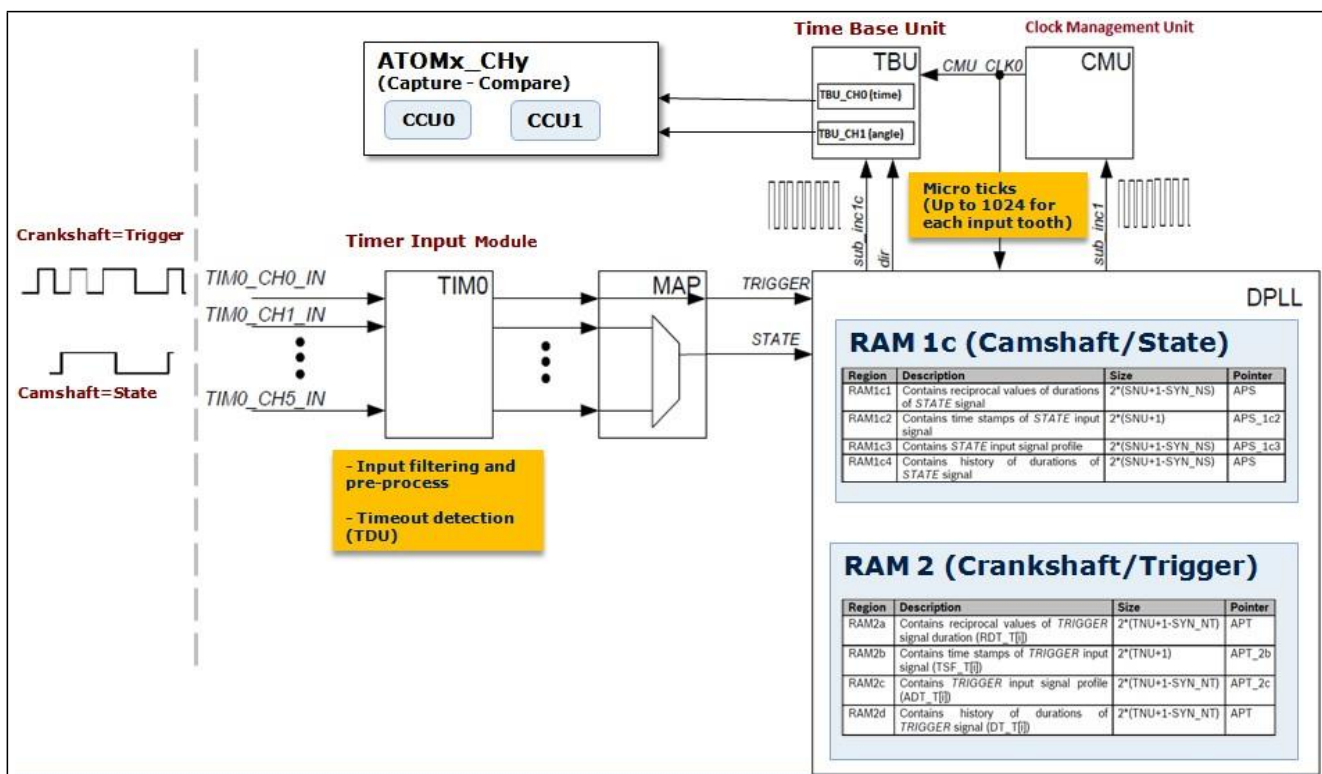 Time Base Unit
Clock Management Unit
ATOMx_CHy
(Capture - Compare)
CCU0
CCU1
TBU
CMU_CLK0
CMU
TBU_CH0 (time)
TBU_CH1 (angle)
Micro ticks
(Up to 1024 for
each input tooth)
sub_inc1c
dir
sub_inc1
Crankshaft=Trigger
Timer Input Module
TIM0_CH0_IN
TIM0
MAP
TRIGGER
DPLL
TIM0_CH1_IN
STATE
Camshaft=State
TIM0_CH5_IN
- Input filtering and
pre-process
- Timeout detection
(TDU)
RAM 1c (Camshaft/State)
Region Description Size Pointer
RAM1c1 Contains reciprocal values of durations 2*(SNU+1-SYN_NS) APS
of STATE signal
RAM1c2 Contains time stamps of STATE input 2*(SNU+1) APS_1c2
signal
RAM1c3 Contains STATE input signal profile 2*(SNU+1-SYN_NS) APS_1c3
RAM1c4 Contains history of durations of 2*(SNU+1-SYN_NS) APS
STATE signal
RAM 2 (Crankshaft/Trigger)
Region Description Size Pointer
RAM2a Contains reciprocal values of TRIGGER 2*(TNU+1-SYN_NT) APT
signal duration (RDT_T[i])
RAM2b Contains time stamps of TRIGGER input 2*(TNU+1) APT_2b
signal (TSF_T[i])
RAM2c Contains TRIGGER input signal profile 2*(TNU+1-SYN_NT) APT_2c
(ADT_T[i])
RAM2d Contains history of durations of 2*(TNU+1-SYN_NT) APT
TRIGGER signal (DT_T[i])